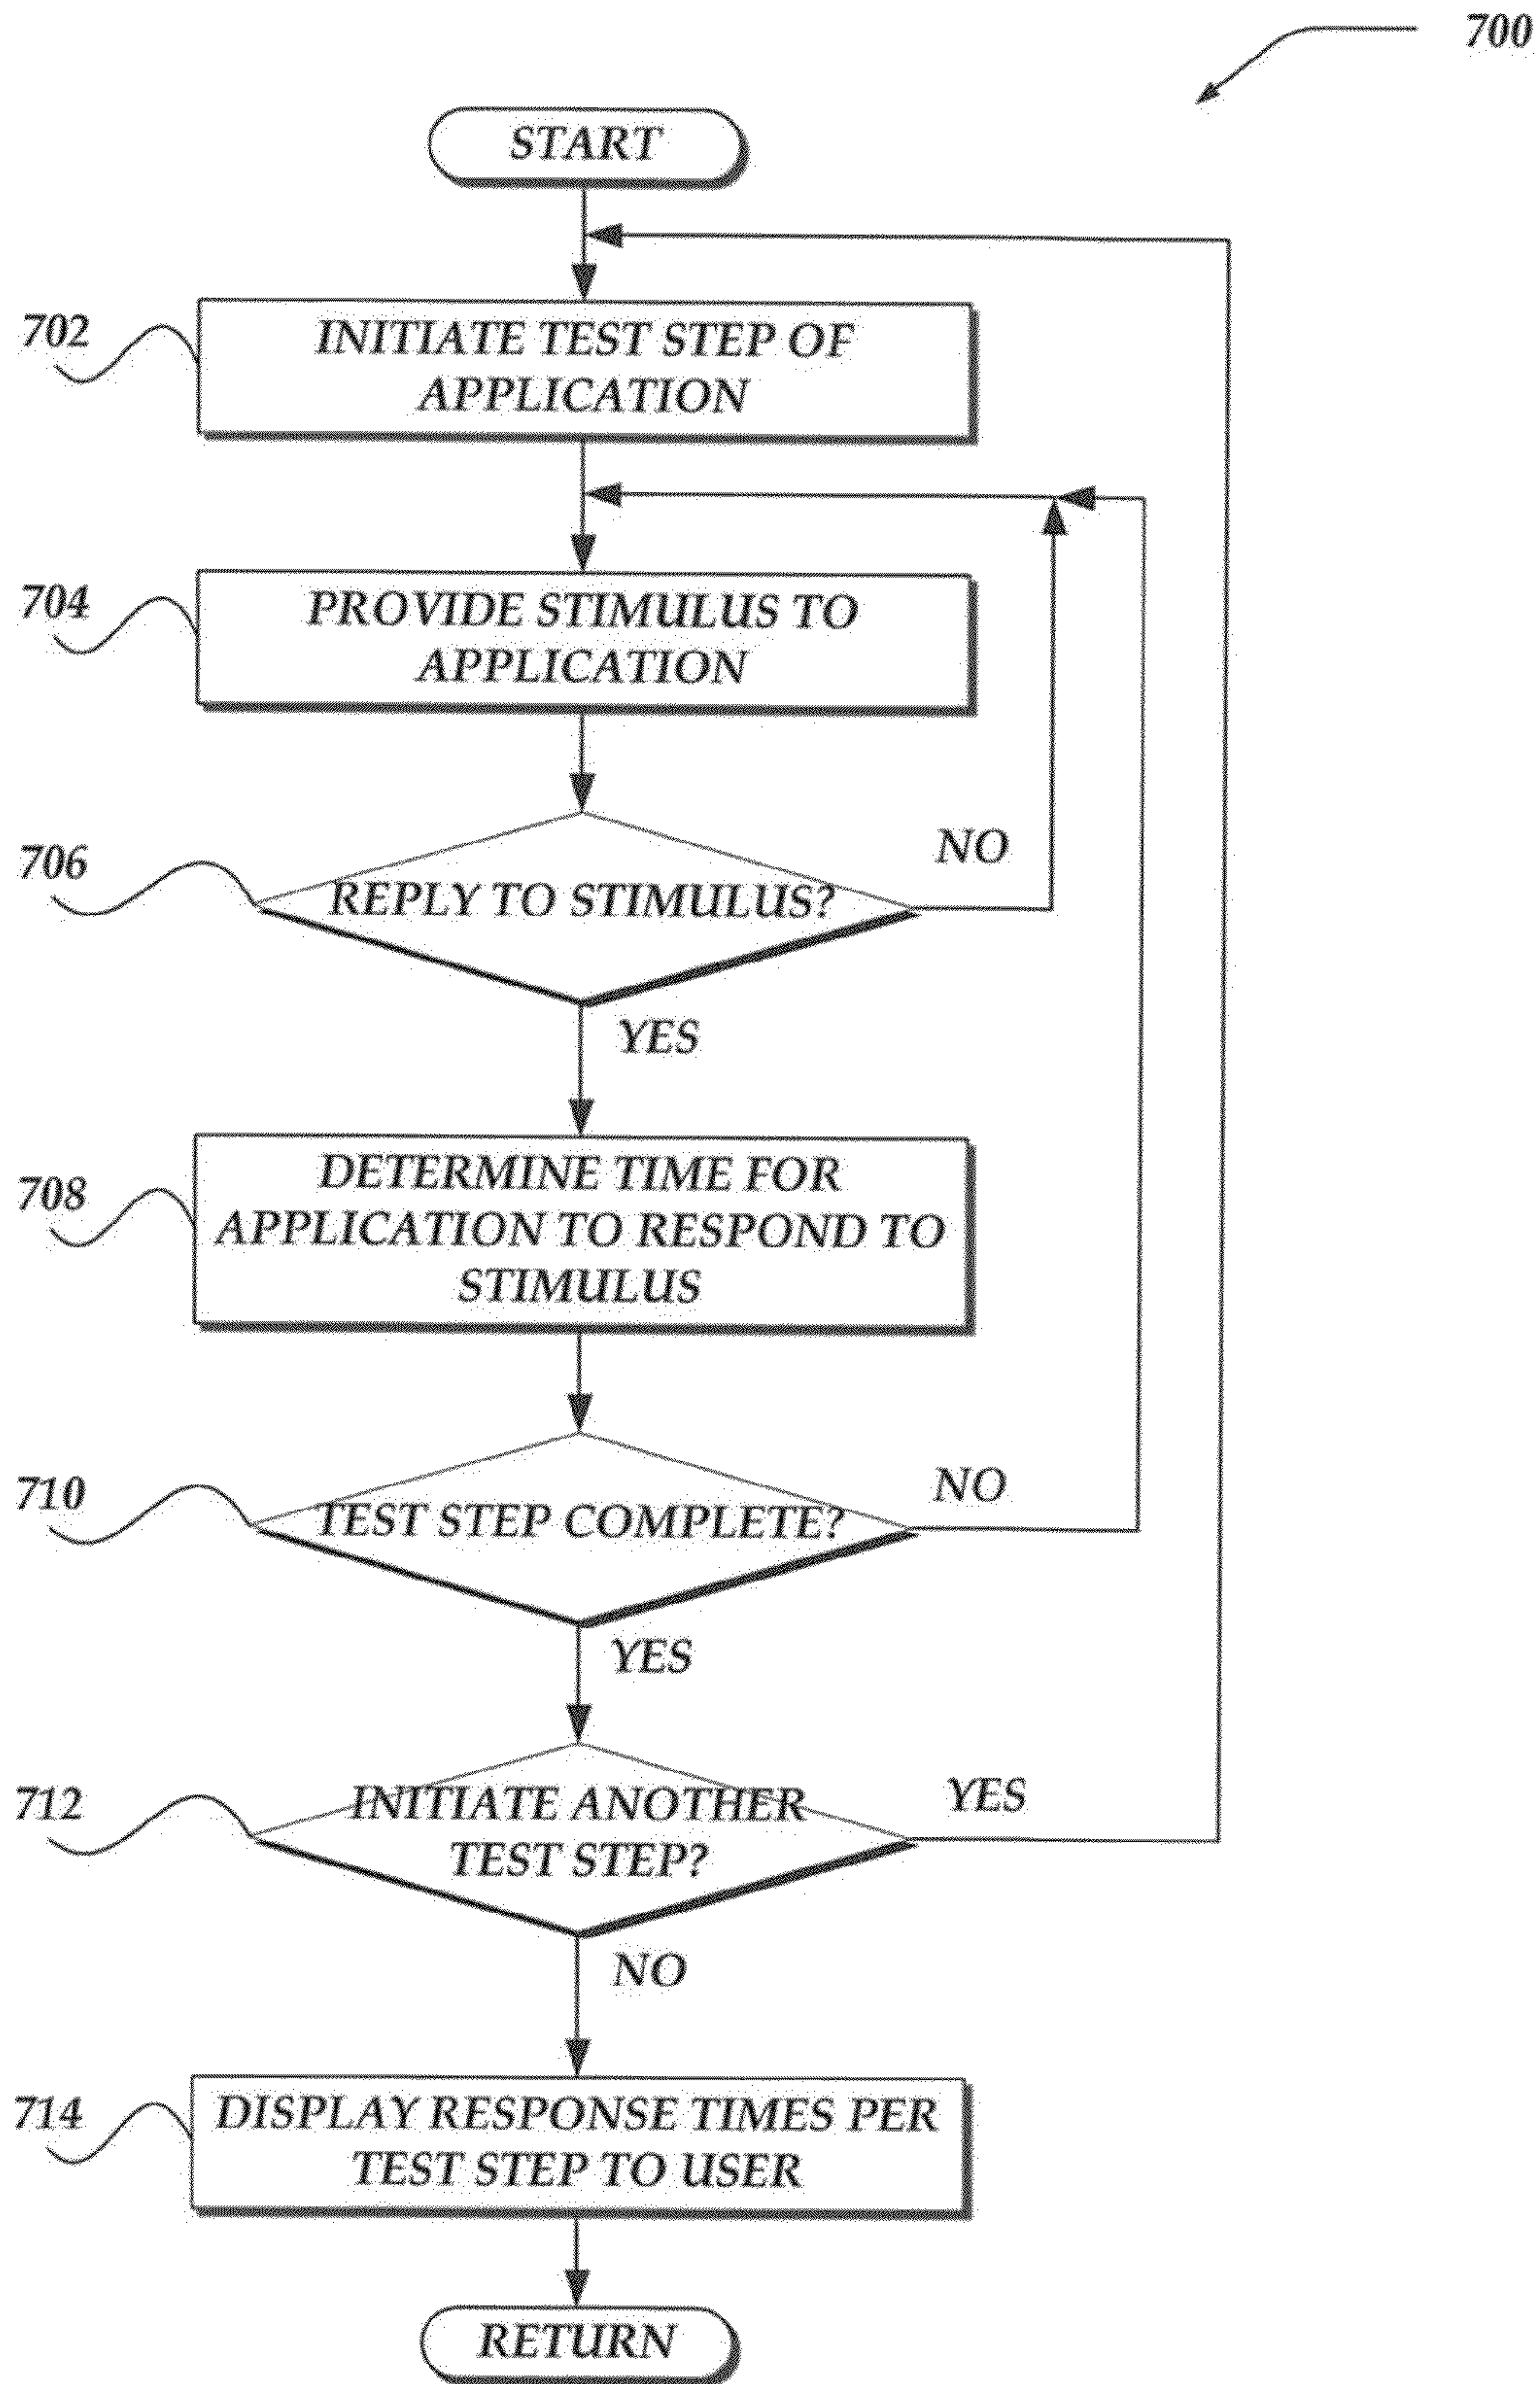 700
START
702
INITIATE TEST STEP OF
APPLICATION
704
PROVIDE STIMULUS TO
APPLICATION
706
REPLY TO STIMULUS?
NO
YES
708
DETERMINE TIME FOR
APPLICATION TO RESPOND TO
STIMULUS
710
TEST STEP COMPLETE?
NO
YES
712
INITIATE ANOTHER
TEST STEP?
YES
NO
714
DISPLAY RESPONSE TIMES PER
TEST STEP TO USER
RETURN